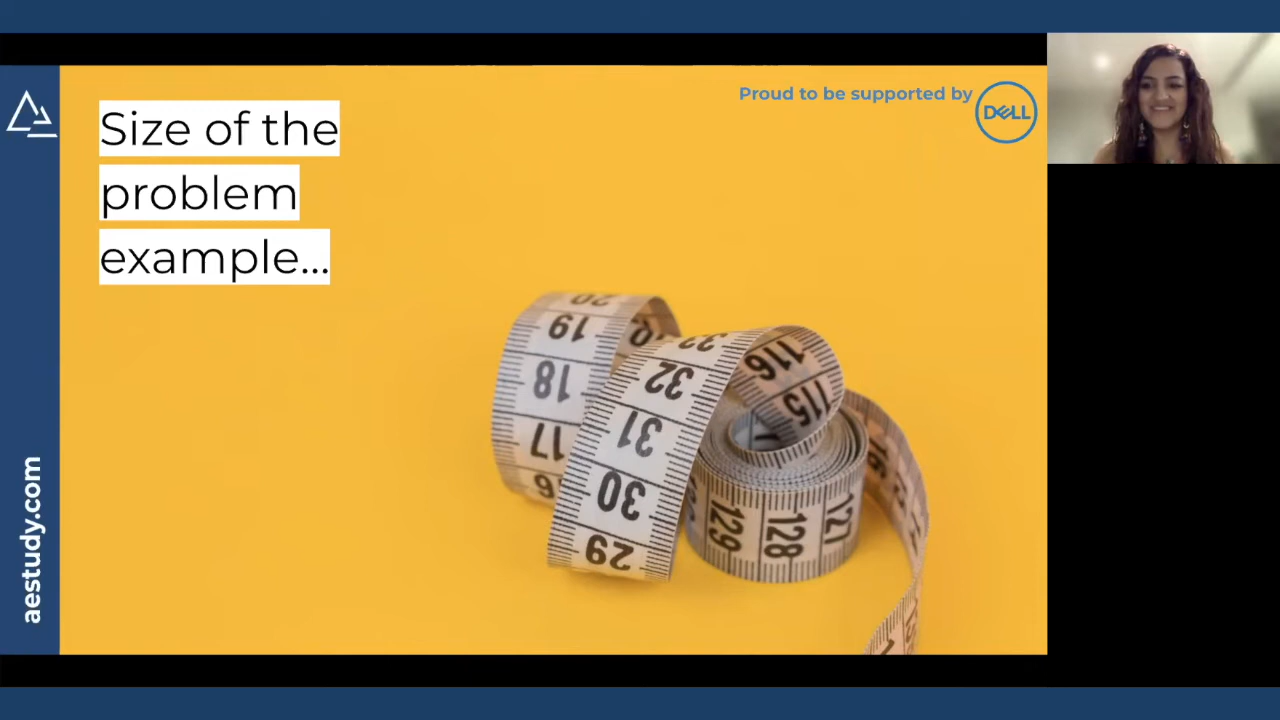 Size of the
problem
example...
Proud to be supported by
DELL
aestudy.com
20
19
18
17
33
32
31
30
29
116
115
129
128
127